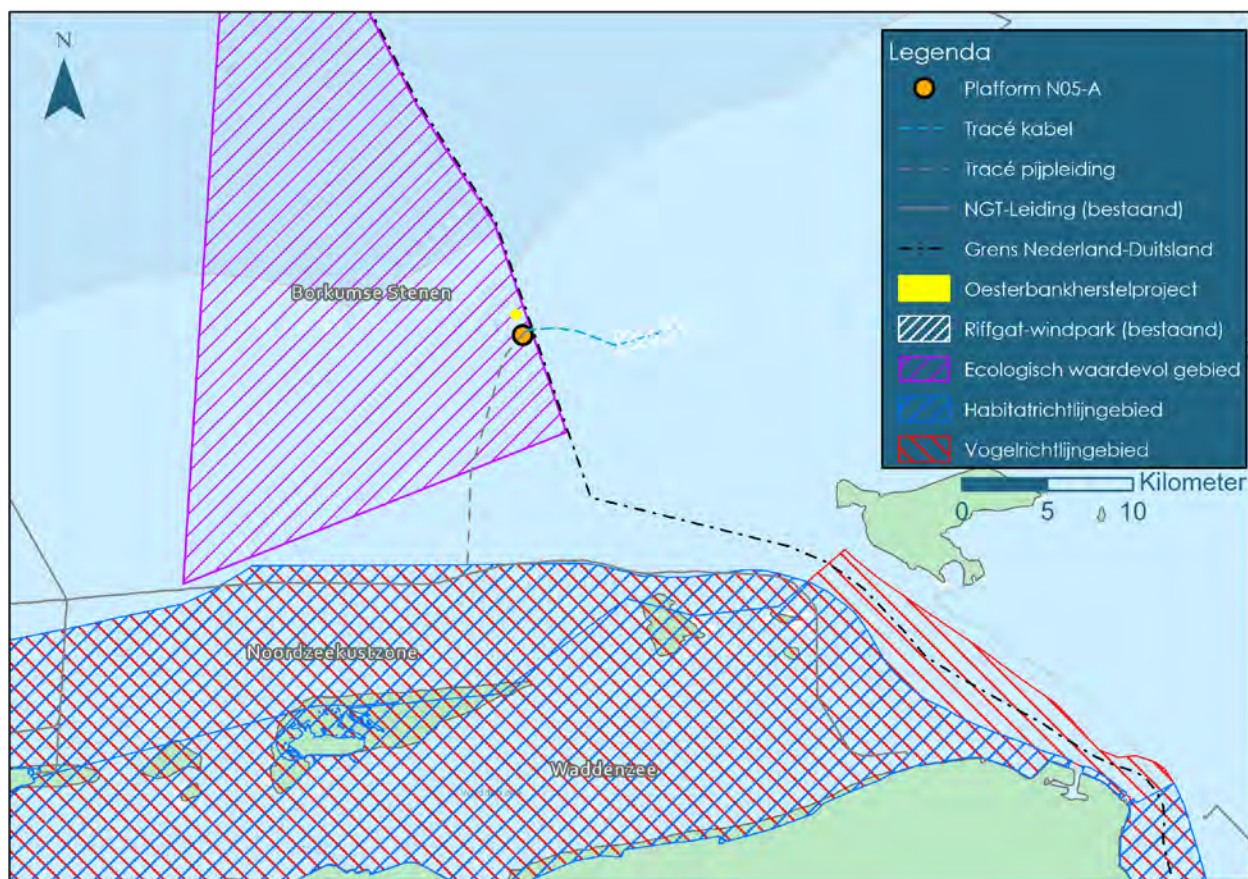 N
Legenda
Platform N05-A
Tracé kabel
Tracé pijpleiding
NGT-Leiding (bestaand)
Grens Nederland-Duitsland
Oesterbankherstelproject
Riffgat-windpark (bestaand)
Ecologisch waardevol gebied
Habitatrichtlijngebied
Vogelrichtlijngebied
Kilometer
0 5 10
Borkumse Stenen
Noordzeekustzone
Waddenzee